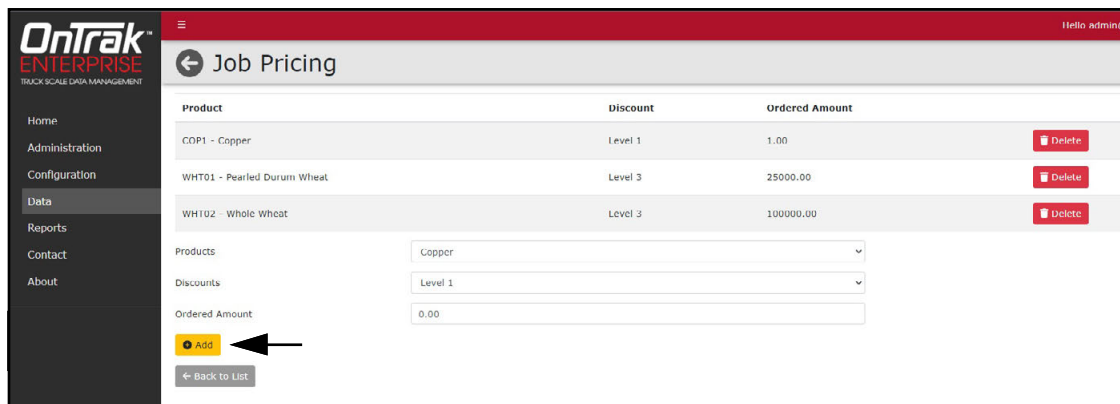 OnTrak™
ENTERPRISE
TRUCK SCALE DATA MANAGEMENT
Home
Administration
Configuration
Data
Reports
Contact
About
Hello admin@
Job Pricing
Product Discount Ordered Amount
COP1 - Copper Level 1 1.00 Delete
WHT01 - Pearled Durum Wheat Level 3 25000.00 Delete
WHT02 - Whole Wheat Level 3 100000.00 Delete
Products Copper
Discounts Level 1
Ordered Amount 0.00
Add
← Back to List